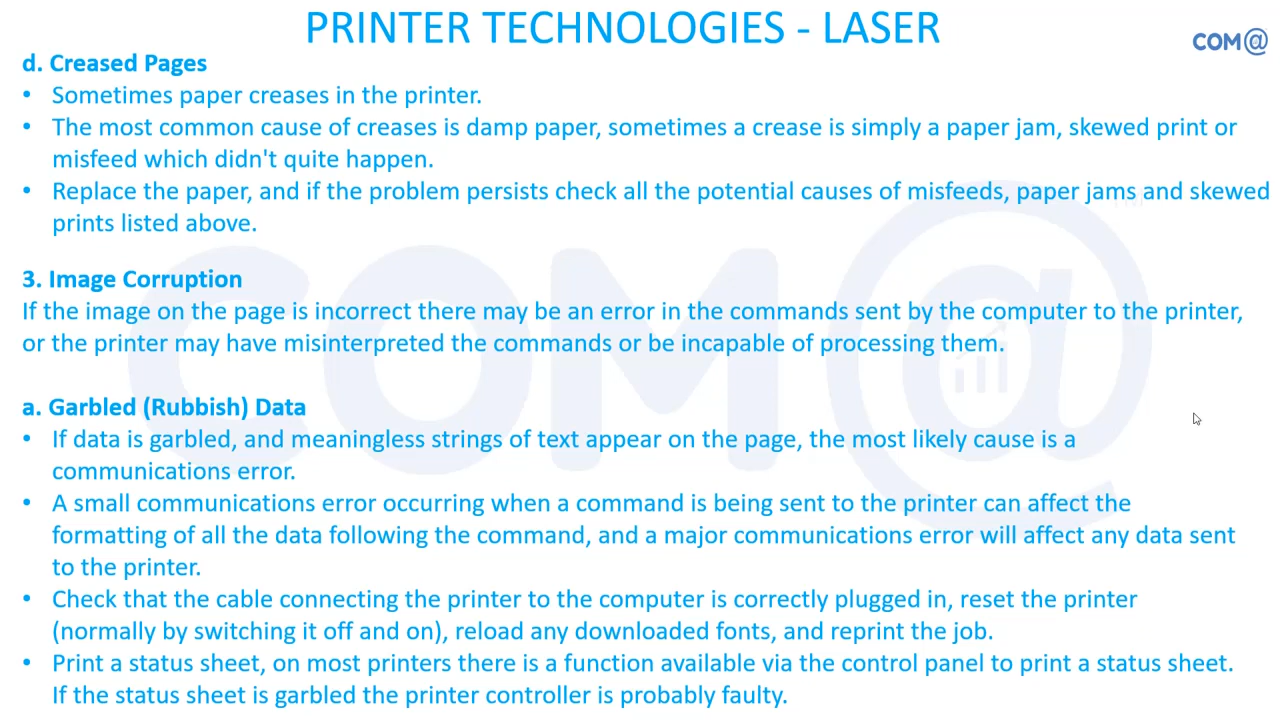 PRINTER TECHNOLOGIES - LASER
COM@
d. Creased Pages
• Sometimes paper creases in the printer.
• The most common cause of creases is damp paper, sometimes a crease is simply a paper jam, skewed print or
misfeed which didn't quite happen.
• Replace the paper, and if the problem persists check all the potential causes of misfeeds, paper jams and skewed
prints listed above.
3. Image Corruption
If the image on the page is incorrect there may be an error in the commands sent by the computer to the printer,
or the printer may have misinterpreted the commands or be incapable of processing them.
a. Garbled (Rubbish) Data
• If data is garbled, and meaningless strings of text appear on the page, the most likely cause is a
communications error.
• A small communications error occurring when a command is being sent to the printer can affect the
formatting of all the data following the command, and a major communications error will affect any data sent
to the printer.
• Check that the cable connecting the printer to the computer is correctly plugged in, reset the printer
(normally by switching it off and on), reload any downloaded fonts, and reprint the job.
• Print a status sheet, on most printers there is a function available via the control panel to print a status sheet.
If the status sheet is garbled the printer controller is probably faulty.
COM@